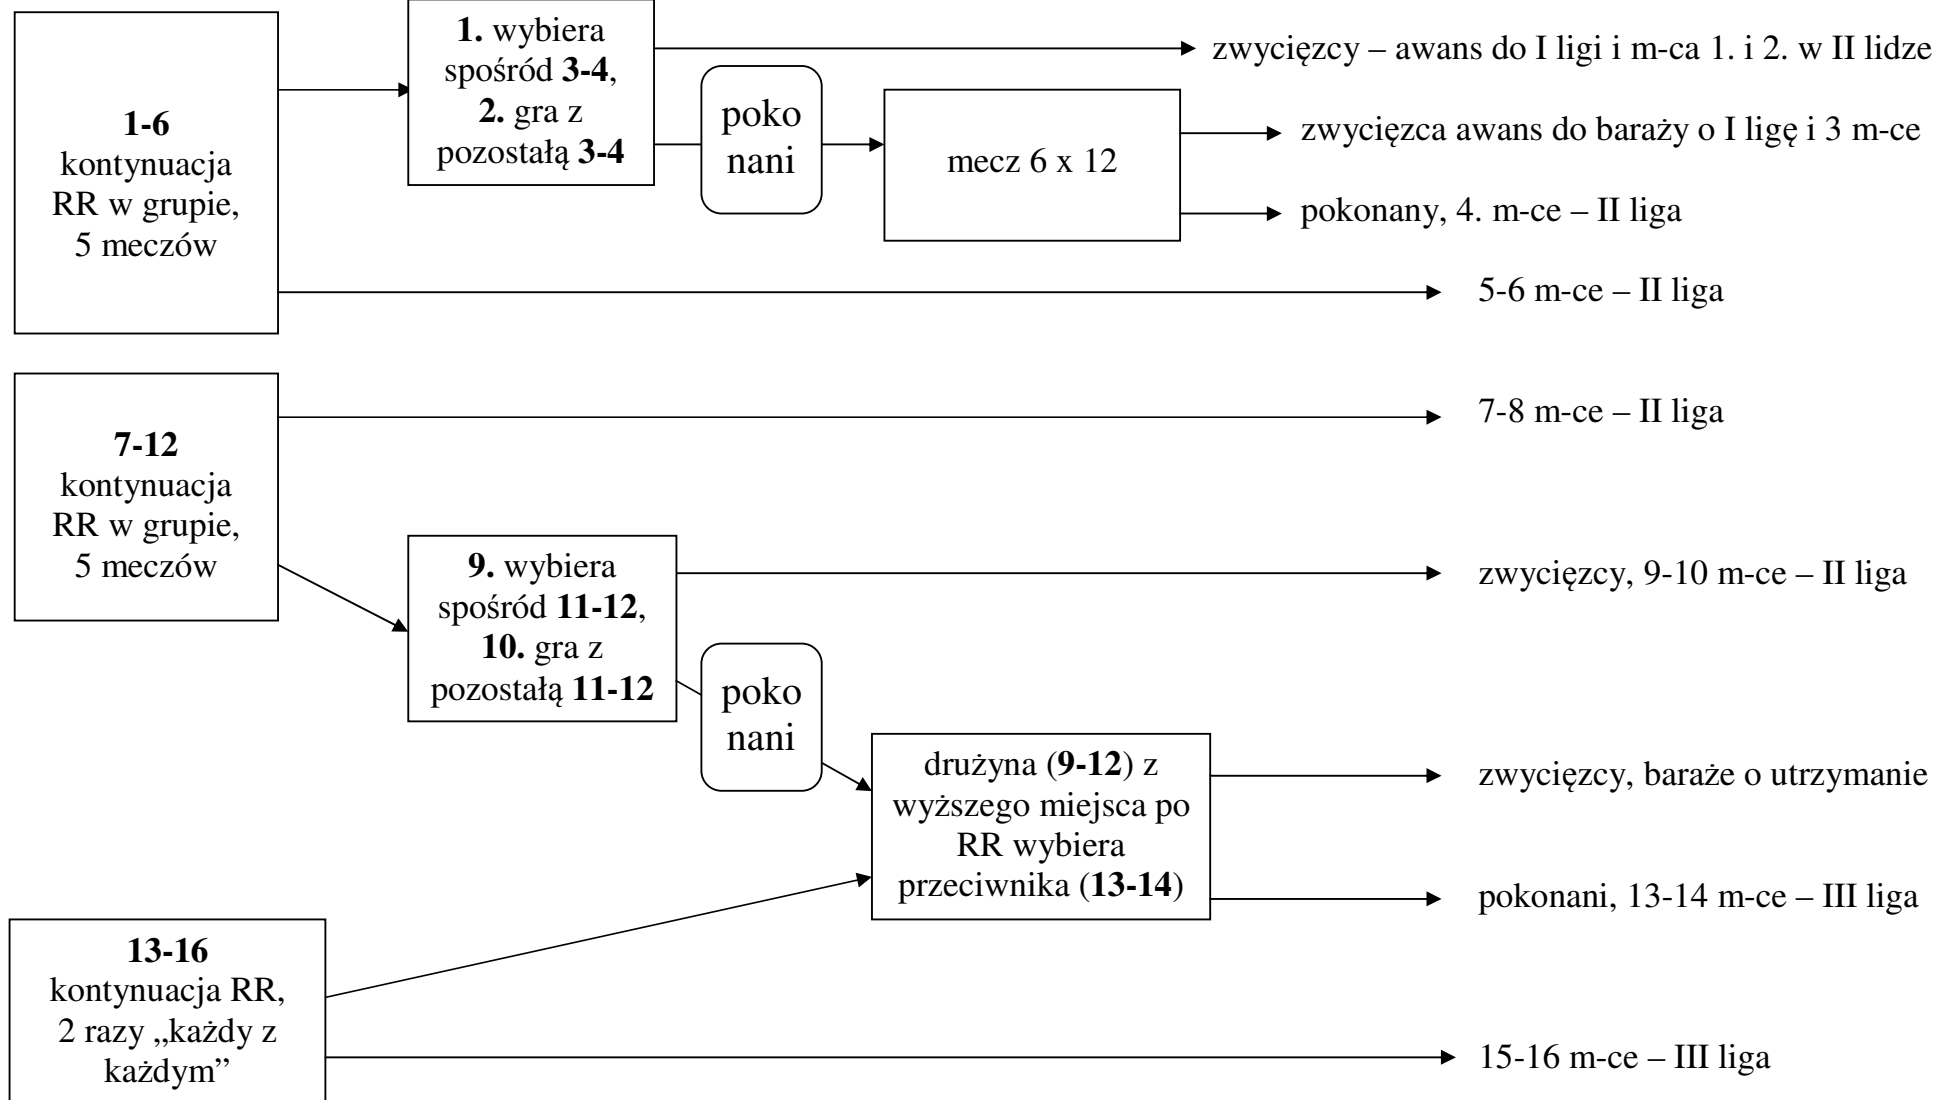 1-6
kontynuacja
RR w grupie,
5 meczów
1. wybiera
spośród 3-4,
2. gra z
pozostałą 3-4
poko
nani
mecz 6 x 12
zwycięzcy – awans do I ligi i m-ca 1. i 2. w II lidze
zwycięzca awans do baraży o I ligę i 3 m-ce
pokonany, 4. m-ce – II liga
5-6 m-ce – II liga
7-12
kontynuacja
RR w grupie,
5 meczów
7-8 m-ce – II liga
9. wybiera
spośród 11-12,
10. gra z
pozostałą 11-12
zwycięzcy, 9-10 m-ce – II liga
poko
nani
drużyna (9-12) z
wyższego miejsca po
RR wybiera
przeciwnika (13-14)
zwycięzcy, baraże o utrzymanie
pokonani, 13-14 m-ce – III liga
13-16
kontynuacja RR,
2 razy „każdy z
każdym”
15-16 m-ce – III liga